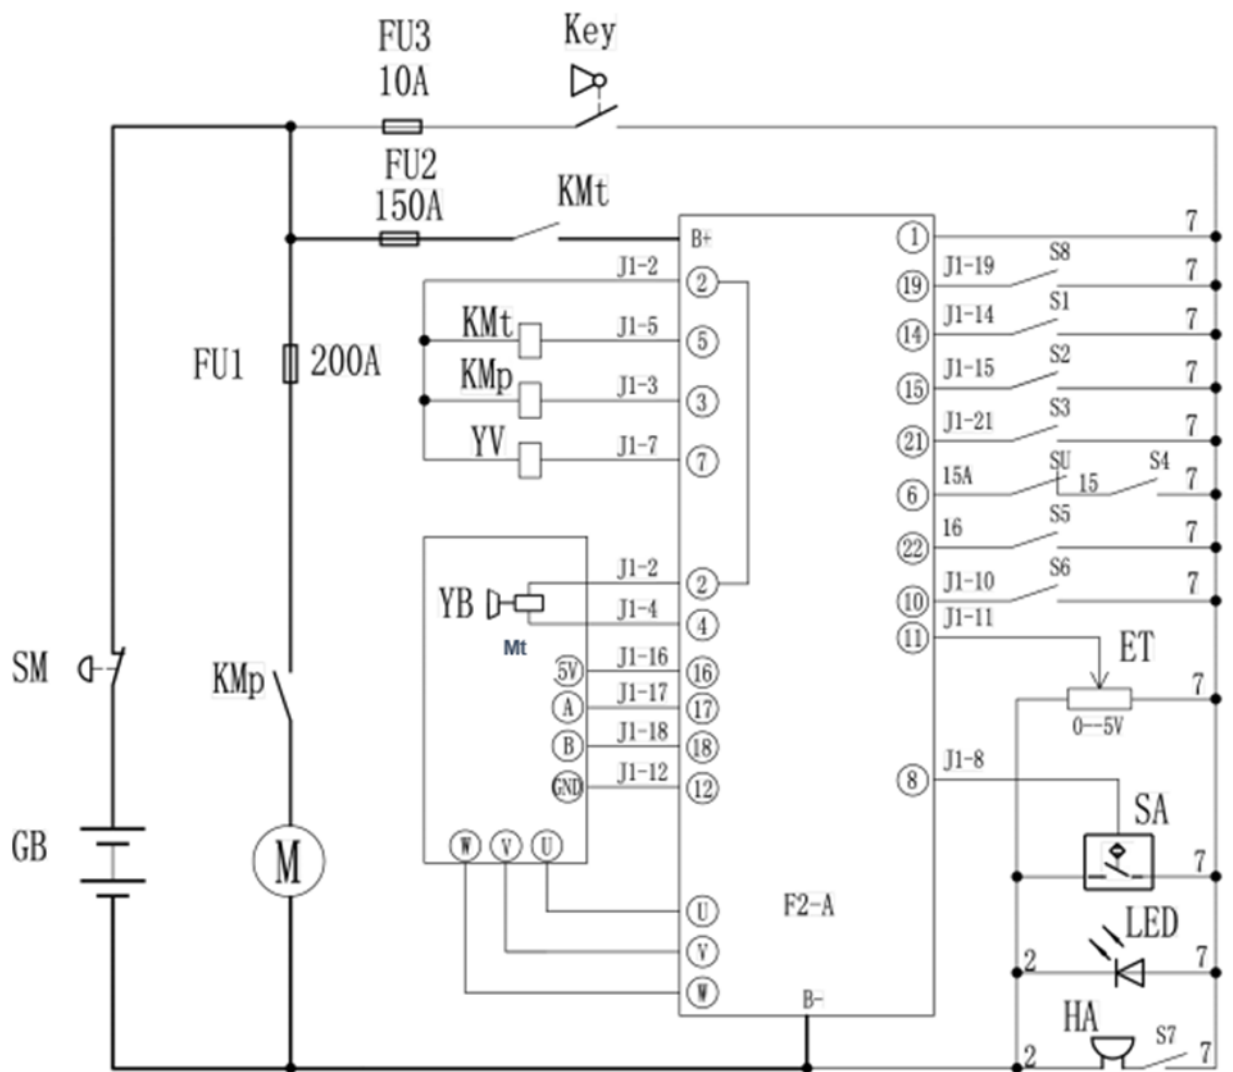 Key
FU3
10A
FU2
150A
KMt
FU1
200A
B+
J1-2
2
KMt
J1-5
5
KMp
J1-3
3
YV
J1-7
7
J1-2
2
YB
J1-4
4
Mt
5V
J1-16
16
A
J1-17
17
B
J1-18
18
GND
J1-12
12
W
V
U
U
V
W
F2-A
B-
SM
KMp
GB
M
1
7
19
J1-19
S8
7
14
J1-14
S1
7
15
J1-15
S2
7
21
J1-21
S3
7
6
15A
SU
15
S4
7
22
16
S5
7
10
J1-10
S6
7
11
J1-11
ET
7
0--5V
8
J1-8
SA
7
LED
2
7
HA
S7
2
7